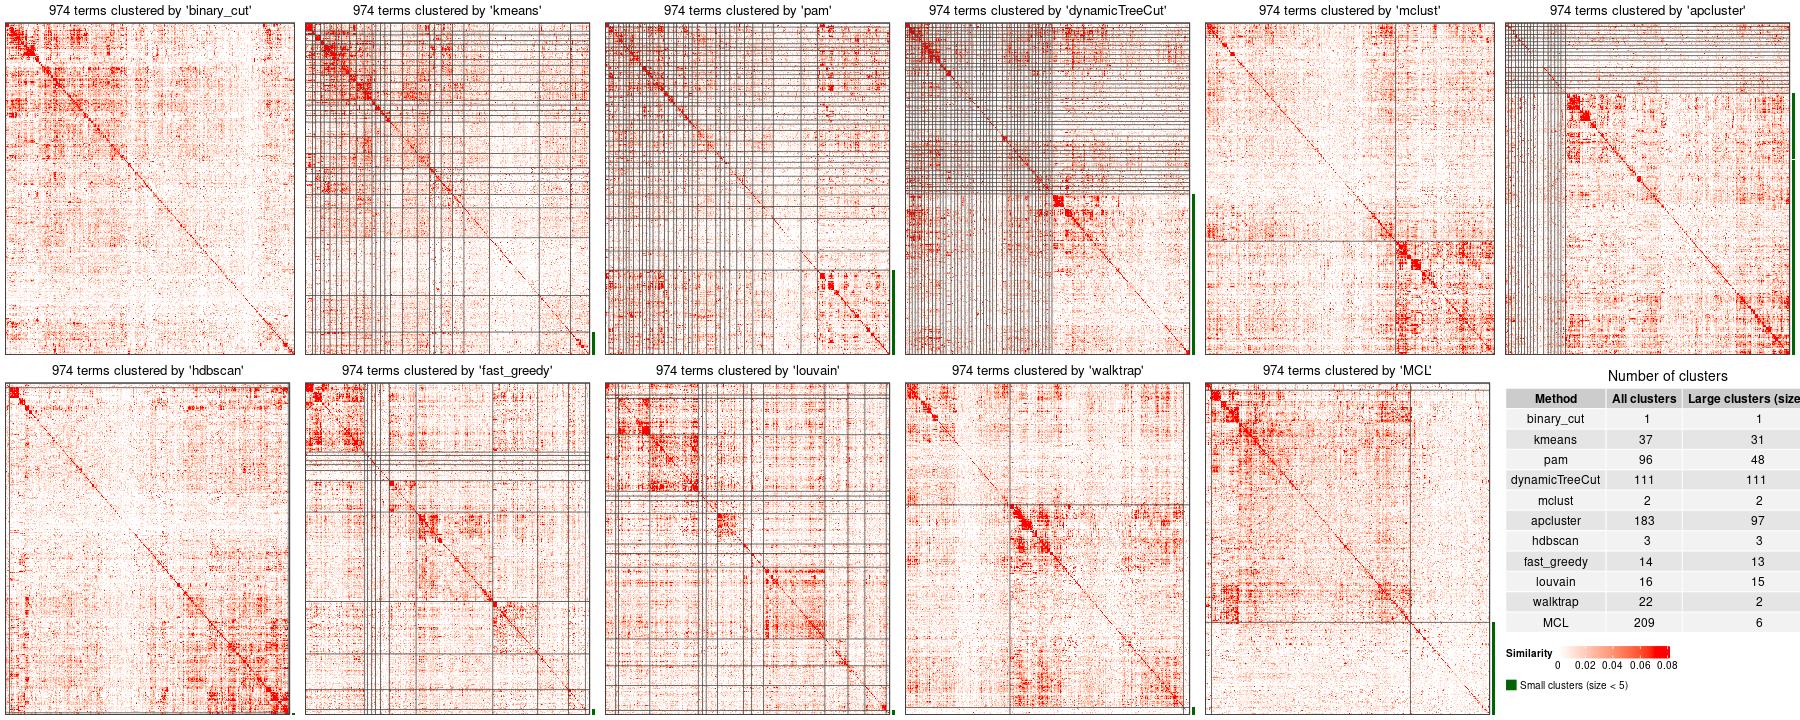 974 terms clustered by 'binary_cut'
974 terms clustered by 'kmeans'
974 terms clustered by 'pam'
974 terms clustered by 'dynamicTreeCut'
974 terms clustered by 'mclust'
974 terms clustered by 'apcluster'
974 terms clustered by 'hdbscan'
974 terms clustered by 'fast_greedy'
974 terms clustered by 'louvain'
974 terms clustered by 'walktrap'
974 terms clustered by 'MCL'
Number of clusters
Method All clusters Large clusters (size
binary_cut 1 1
kmeans 37 31
pam 96 48
dynamicTreeCut 111 111
mclust 2 2
apcluster 183 97
hdbscan 3 3
fast_greedy 14 13
louvain 16 15
walktrap 22 2
MCL 209 6
Similarity
0 0.02 0.04 0.06 0.08
Small clusters (size < 5)